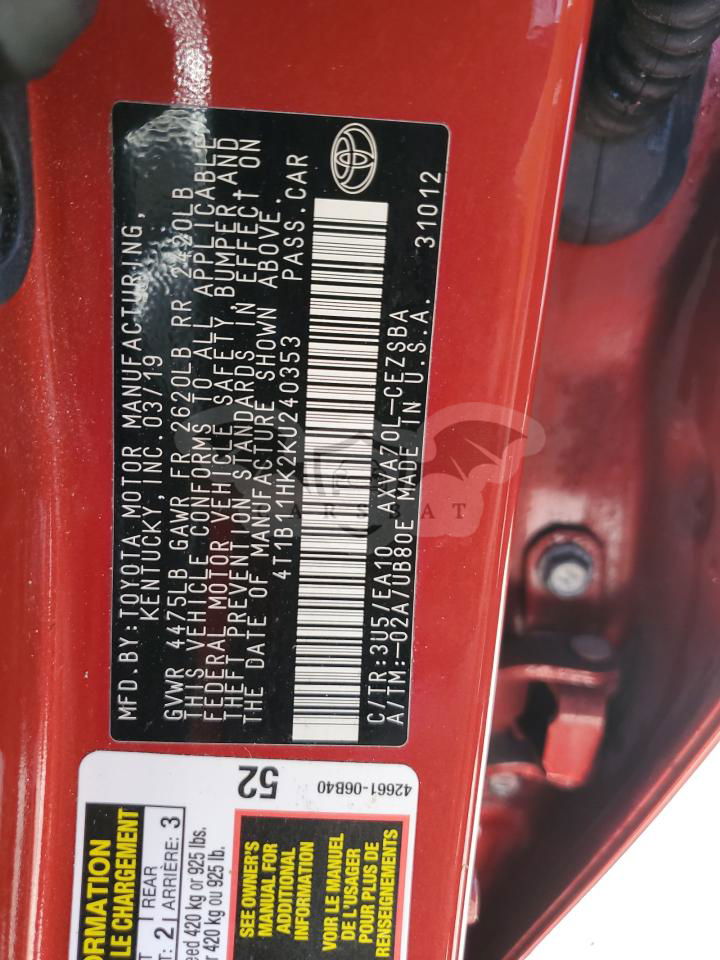 MFD. BY: TOYOTA MOTOR MANUFACTURING,
KENTUCKY, INC. 03/19
GVWR 4475LB GAWR FR 2620LB RR 2420LB
THIS VEHICLE CONFORMS TO ALL APPLICABLE
FEDERAL MOTOR VEHICLE SAFETY, BUMPER AND
THEFT PREVENTION STANDARDS IN EFFECT ON
THE DATE OF MANUFACTURE SHOWN ABOVE.
4T1B11HK2KU240353 PASS. CAR
C/TR:3U5/EA10 AXVA70L-CEZSBA
A/TM:-02A/UB80E MADE IN U.S.A. 31012
CARSBAT
ORMATION
LE CHARGEMENT
2 REAR
ARRIÈRE: 3
eed 420 kg or 925 lbs.
r 420 kg ou 925 lb.
52
42661-06B40
SEE OWNER'S
MANUAL FOR
ADDITIONAL
INFORMATION
VOIR LE MANUEL
DE L'USAGER
POUR PLUS DE
RENSEIGNEMENTS